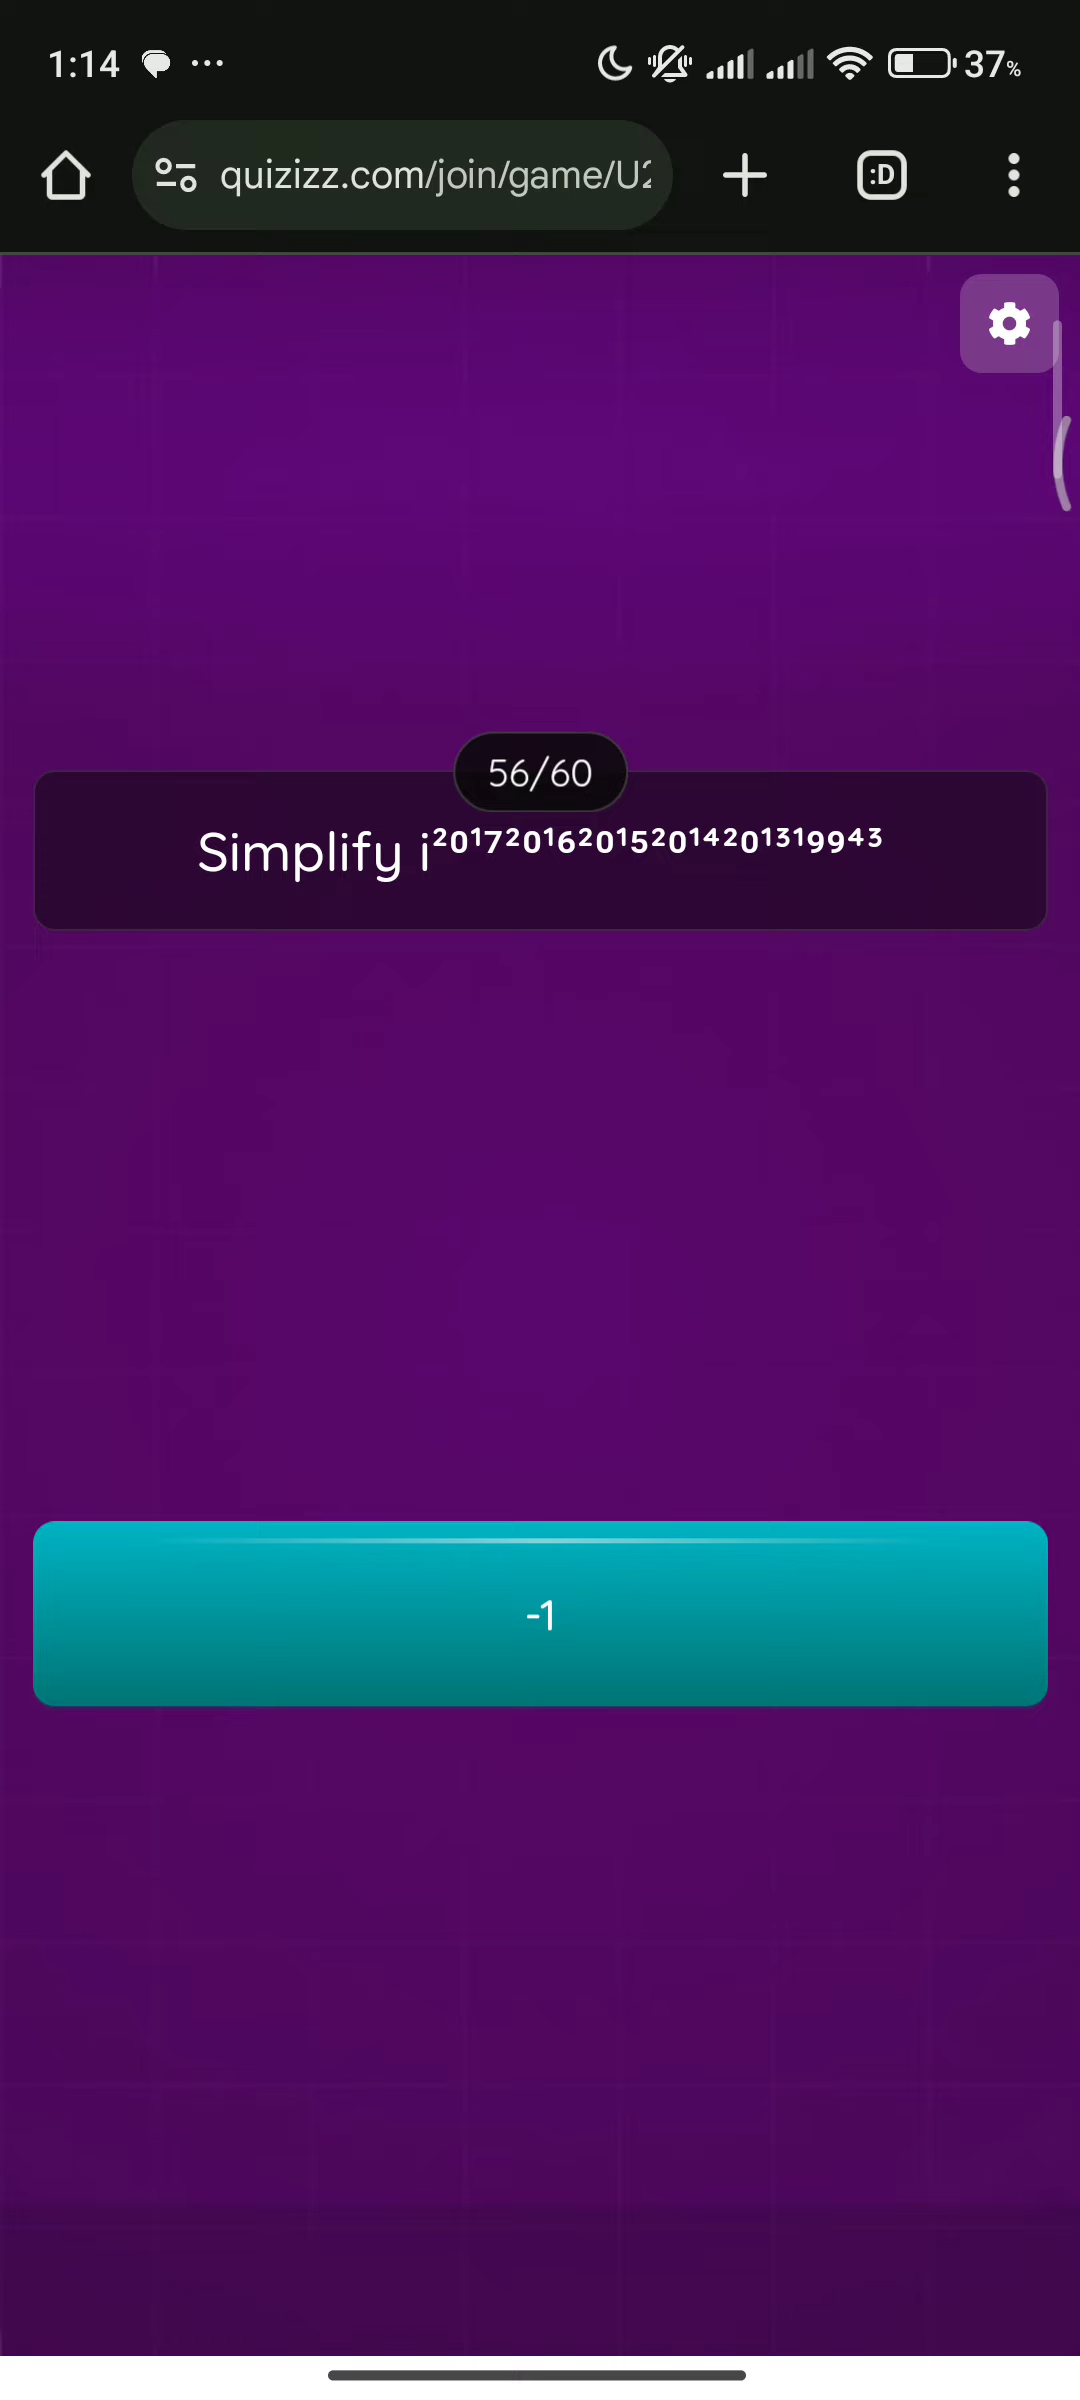 1:14 ... 37%
quizizz.com/join/game/U2 :D
56/60
Simplify i²⁰¹⁷²⁰¹⁶²⁰¹⁵²⁰¹⁴²⁰¹³¹⁹⁹⁴³
-1